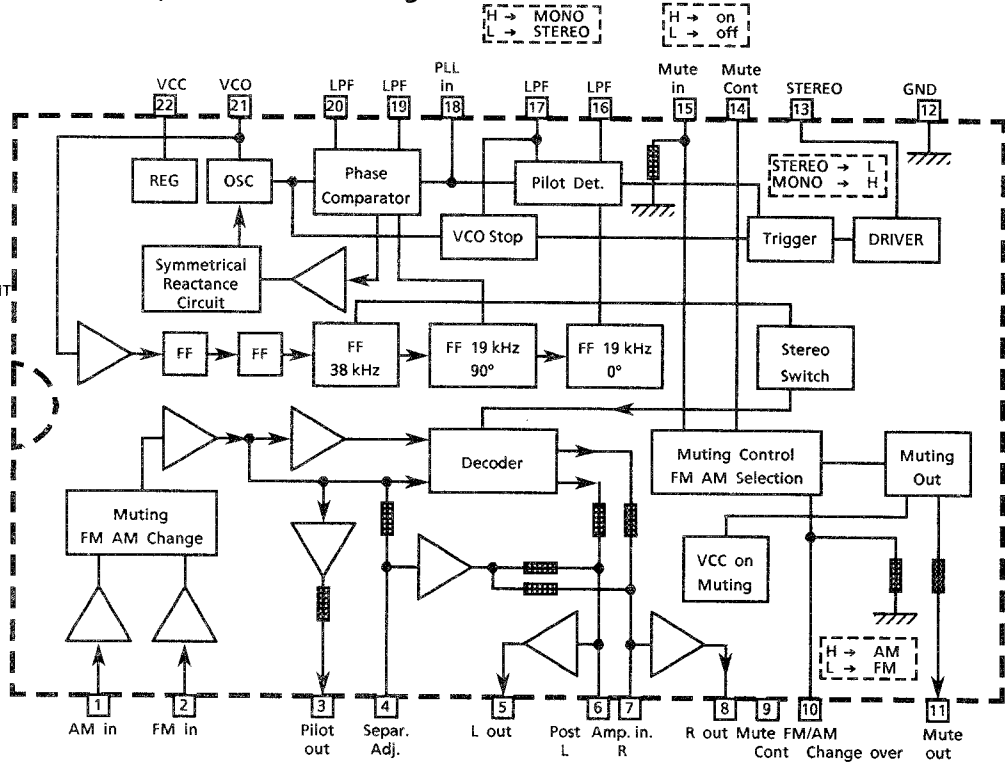 H → MONO
L → STEREO
H → on
L → off
VCC
VCO
LPF
LPF
PLL
in
LPF
LPF
Mute
in
Mute
Cont
STEREO
GND
22
21
20
19
18
17
16
15
14
13
12
REG
OSC
Phase
Comparator
Pilot Det.
STEREO → L
MONO → H
VCO Stop
Trigger
DRIVER
Symmetrical
Reactance
Circuit
FF
FF
FF
38 kHz
FF 19 kHz
90°
FF 19 kHz
0°
Stereo
Switch
Decoder
Muting Control
FM AM Selection
Muting
Out
Muting
FM AM Change
VCC on
Muting
H → AM
L → FM
1
2
3
4
5
6
7
8
9
10
11
AM in
FM in
Pilot
out
Separ.
Adj.
L out
Post Amp. in.
L R
R out
Mute
Cont
FM/AM
Change over
Mute
out